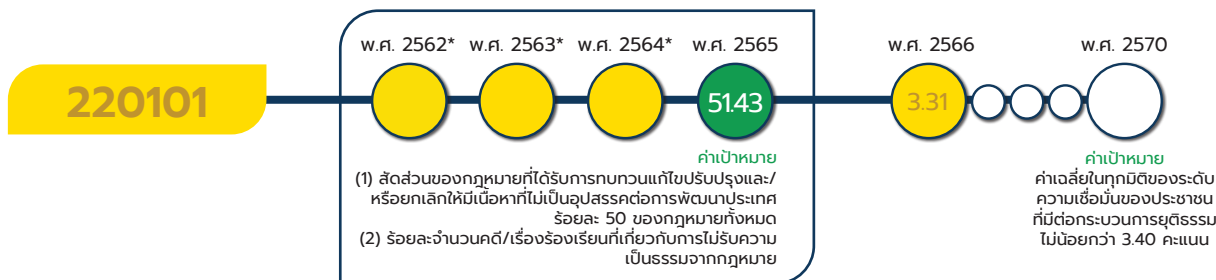 พ.ศ. 2562* พ.ศ. 2563* พ.ศ. 2564* พ.ศ. 2565 พ.ศ. 2566 พ.ศ. 2570
220101 51.43 3.31
ค่าเป้าหมาย
(1) สัดส่วนของกฎหมายที่ได้รับการทบทวนแก้ไขปรับปรุงและ/
หรือยกเลิกให้มีเนื้อหาที่ไม่เป็นอุปสรรคต่อการพัฒนาประเทศ
ร้อยละ 50 ของกฎหมายทั้งหมด
(2) ร้อยละจำนวนคดี/เรื่องร้องเรียนที่เกี่ยวกับการไม่รับความ
เป็นธรรมจากกฎหมาย
ค่าเป้าหมาย
ค่าเฉลี่ยในทุกมิติของระดับ
ความเชื่อมั่นของประชาชน
ที่มีต่อกระบวนการยุติธรรม
ไม่น้อยกว่า 3.40 คะแนน